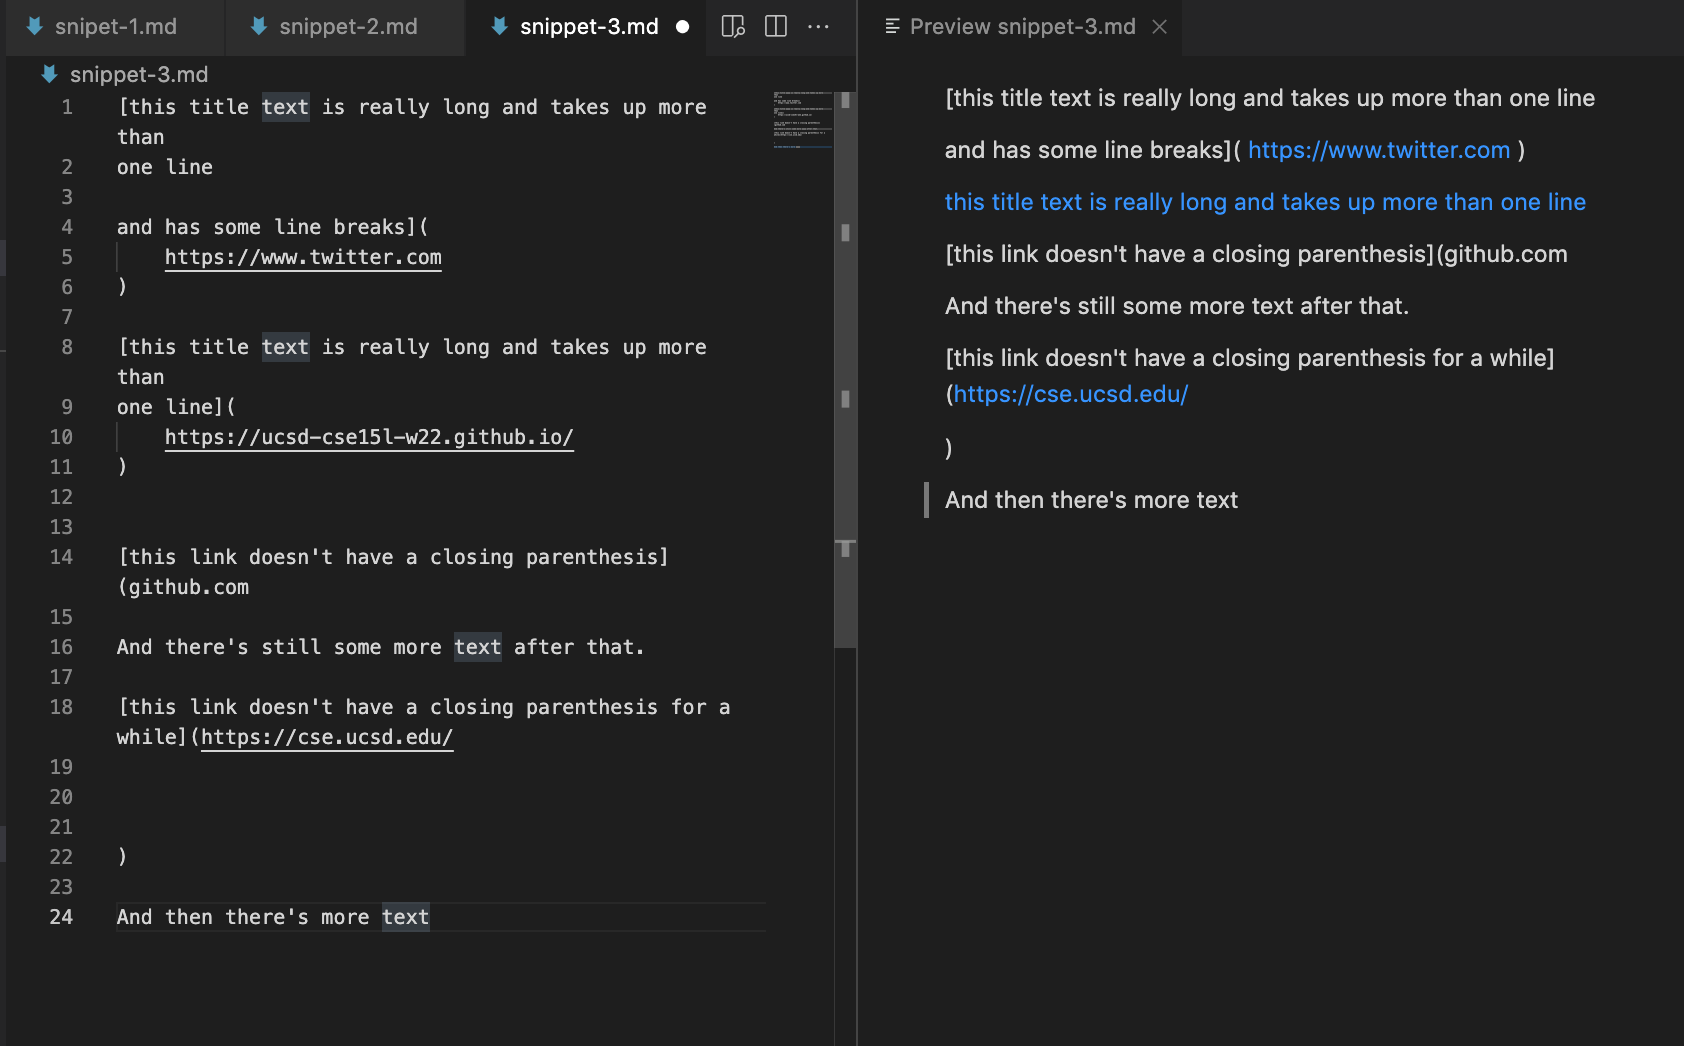 snipet-1.md
snippet-2.md
snippet-3.md
Preview snippet-3.md
snippet-3.md
1 [this title text is really long and takes up more
than
2 one line
3
4 and has some line breaks](
5 https://www.twitter.com
6 )
7
8 [this title text is really long and takes up more
than
9 one line](
10 https://ucsd-cse15l-w22.github.io/
11 )
12
13
14 [this link doesn't have a closing parenthesis]
(github.com
15
16 And there's still some more text after that.
17
18 [this link doesn't have a closing parenthesis for a
while](https://cse.ucsd.edu/
19
20
21
22 )
23
24 And then there's more text
[this title text is really long and takes up more than one line
and has some line breaks]( https://www.twitter.com )
this title text is really long and takes up more than one line
[this link doesn't have a closing parenthesis](github.com
And there's still some more text after that.
[this link doesn't have a closing parenthesis for a while]
(https://cse.ucsd.edu/
)
And then there's more text